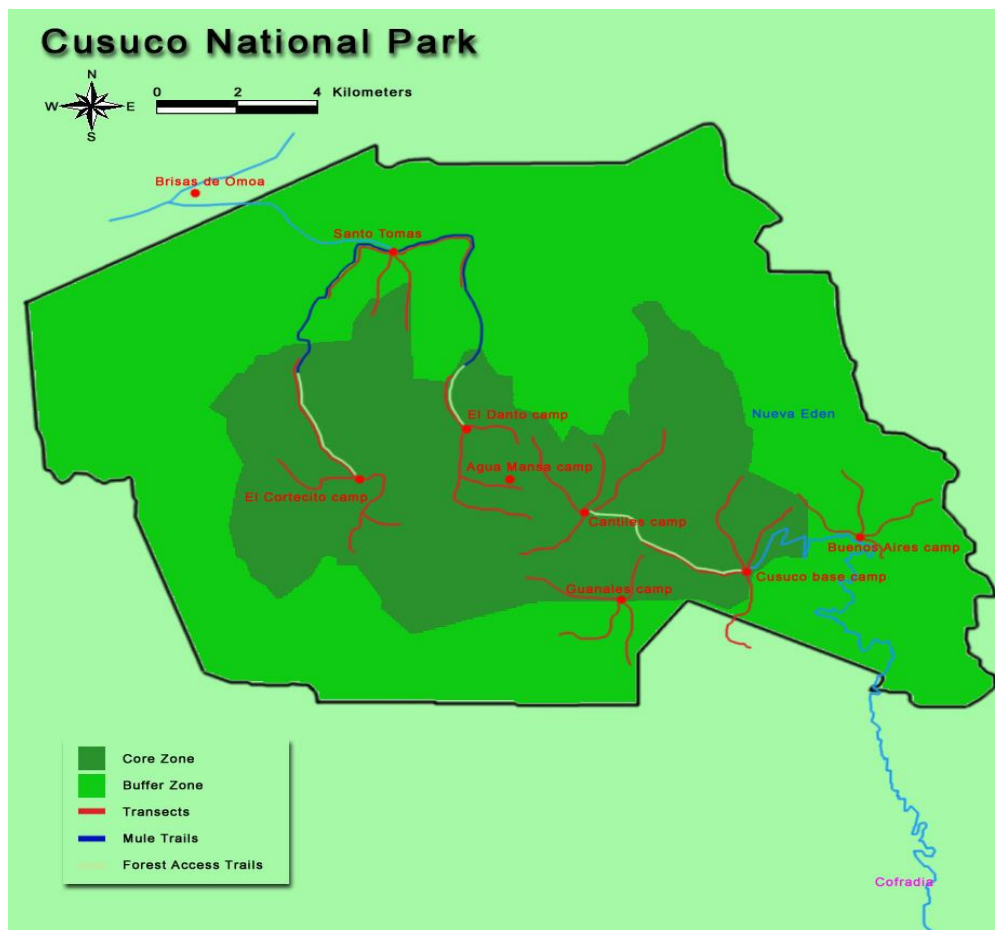 Cusuco National Park
N
W E
S
0 2 4 Kilometers
Brisas de Omoa
Santo Tomas
El Danto camp
Nueva Eden
Agua Mansa camp
El Cortecito camp
Cantiles camp
Buenos Aires camp
Cusuco base camp
Guanales camp
Core Zone
Buffer Zone
Transects
Mule Trails
Forest Access Trails
Cofradia